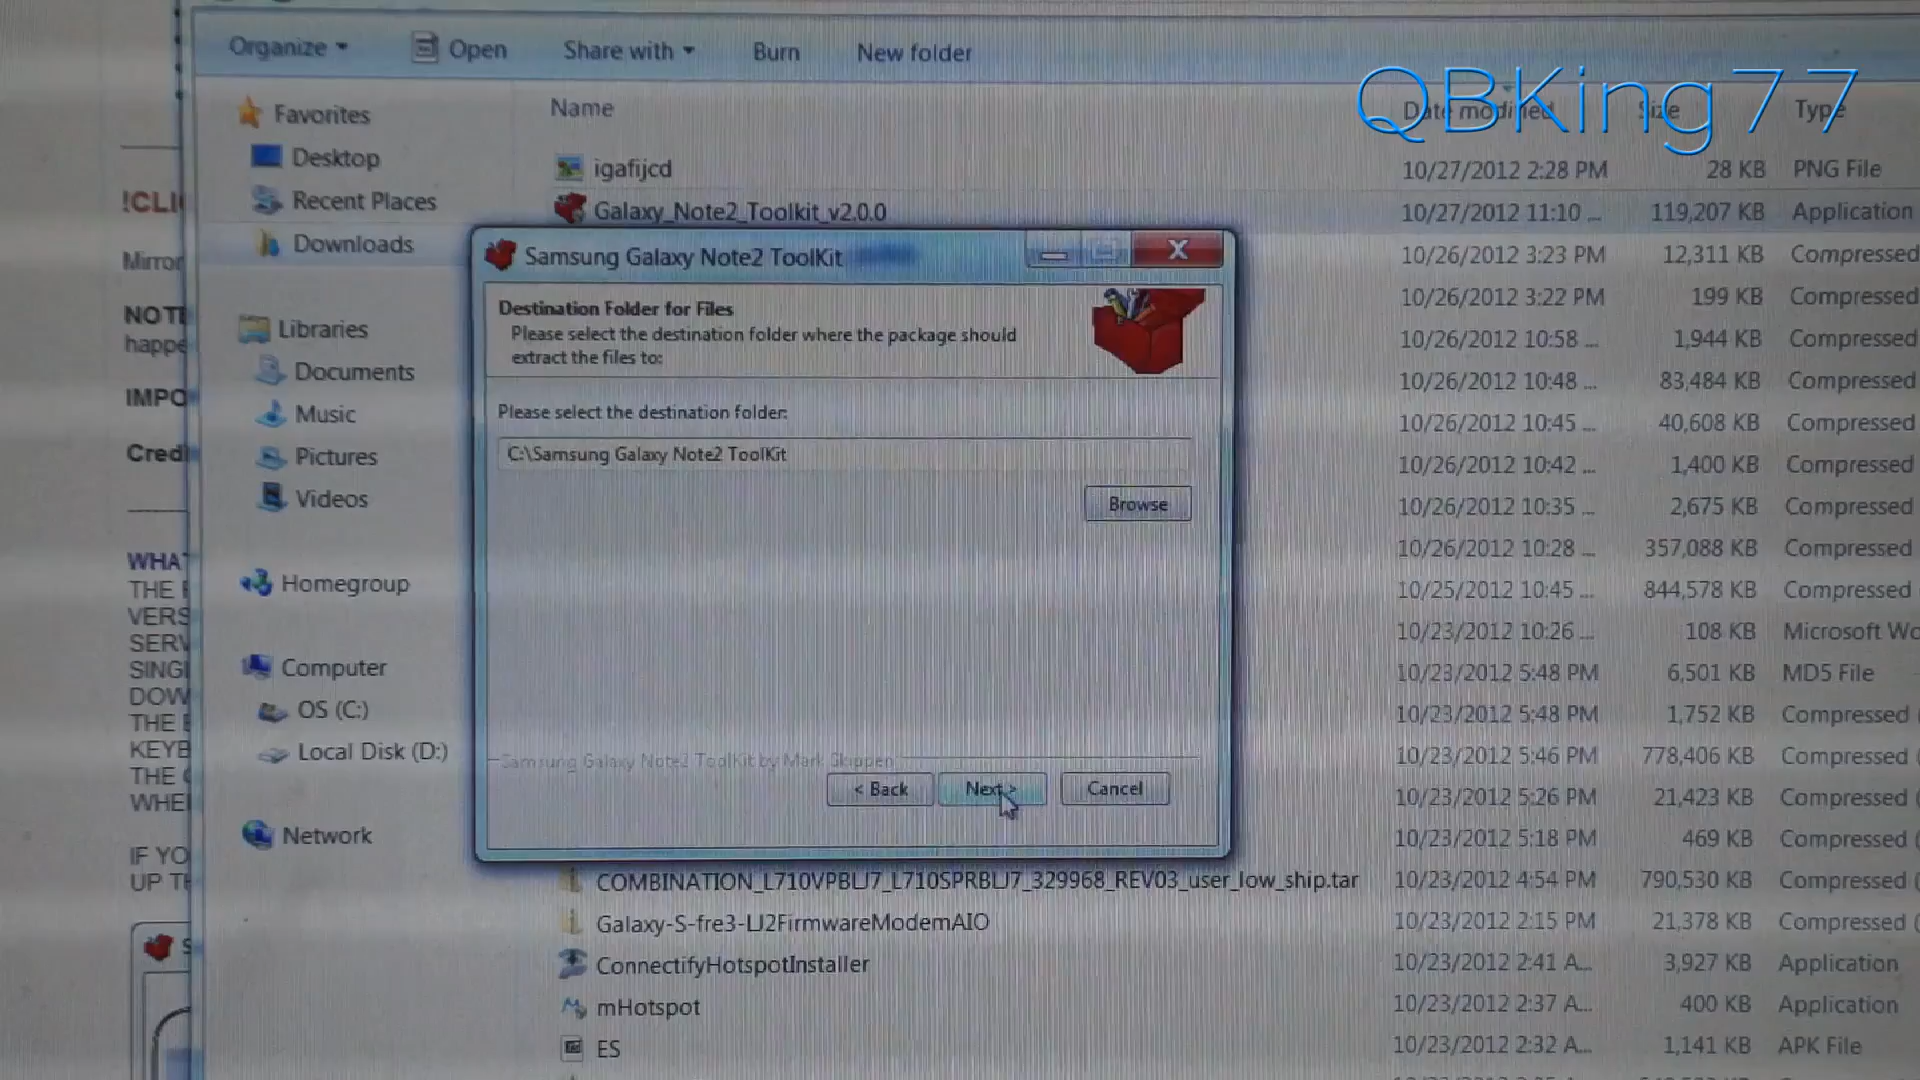 Organize
Open
Share with
Burn
New folder
QBKing77
Name
Date modified
Size
Type
Favorites
Desktop
Recent Places
Downloads
Libraries
Documents
Music
Pictures
Videos
Homegroup
Computer
OS (C:)
Local Disk (D:)
Network
igafijcd 10/27/2012 2:28 PM 28 KB PNG File
Galaxy_Note2_Toolkit_v2.0.0 10/27/2012 11:10 ... 119,207 KB Application
10/26/2012 3:23 PM 12,311 KB Compressed
10/26/2012 3:22 PM 199 KB Compressed
10/26/2012 10:58 ... 1,944 KB Compressed
10/26/2012 10:48 ... 83,484 KB Compressed
10/26/2012 10:45 ... 40,608 KB Compressed
10/26/2012 10:42 ... 1,400 KB Compressed
10/26/2012 10:35 ... 2,675 KB Compressed
10/26/2012 10:28 ... 357,088 KB Compressed
10/25/2012 10:45 ... 844,578 KB Compressed
10/23/2012 10:26 ... 108 KB Microsoft Wo
10/23/2012 5:48 PM 6,501 KB MD5 File
10/23/2012 5:48 PM 1,752 KB Compressed (
10/23/2012 5:46 PM 778,406 KB Compressed (
10/23/2012 5:26 PM 21,423 KB Compressed (
10/23/2012 5:18 PM 469 KB Compressed (
COMBINATION_L710VPBLJ7_L710SPRBLJ7_329968_REV03_user_low_ship.tar 10/23/2012 4:54 PM 790,530 KB Compressed (
Galaxy-S-fre3-LJ2FirmwareModemAIO 10/23/2012 2:15 PM 21,378 KB Compressed (
ConnectifyHotspotInstaller 10/23/2012 2:41 A... 3,927 KB Application
mHotspot 10/23/2012 2:37 A... 400 KB Application
ES 10/23/2012 2:32 A... 1,141 KB APK File
Samsung Galaxy Note2 ToolKit
X
Destination Folder for Files
Please select the destination folder where the package should
extract the files to:
Please select the destination folder:
C:\Samsung Galaxy Note2 ToolKit
Browse
Samsung Galaxy Note2 ToolKit by Mark Skippen
< Back
Next >
Cancel
!CLI
Mirror
NOTE
happe
IMPO
Credi
WHAT
THE
VERS
SERV
SINGL
DOW
THE
KEYB
THE
WHE
IF YO
UP TH